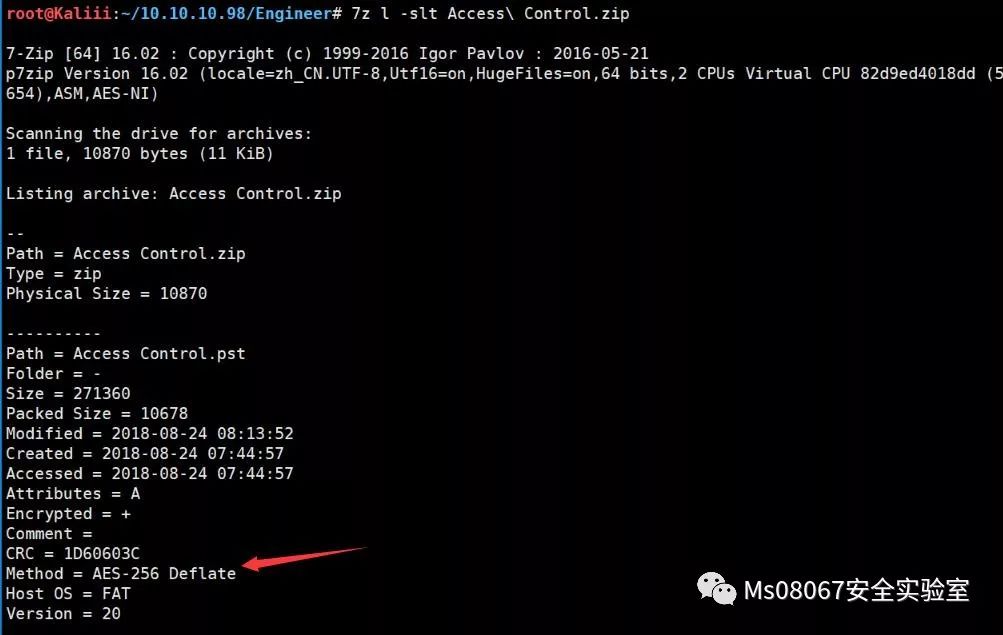 root@Kaliii:~/10.10.10.98/Engineer# 7z l -slt Access\ Control.zip
7-Zip [64] 16.02 : Copyright (c) 1999-2016 Igor Pavlov : 2016-05-21
p7zip Version 16.02 (locale=zh_CN.UTF-8,Utf16=on,HugeFiles=on,64 bits,2 CPUs Virtual CPU 82d9ed4018dd (5
654),ASM,AES-NI)
Scanning the drive for archives:
1 file, 10870 bytes (11 KiB)
Listing archive: Access Control.zip
--
Path = Access Control.zip
Type = zip
Physical Size = 10870
----------
Path = Access Control.pst
Folder = -
Size = 271360
Packed Size = 10678
Modified = 2018-08-24 08:13:52
Created = 2018-08-24 07:44:57
Accessed = 2018-08-24 07:44:57
Attributes = A
Encrypted = +
Comment =
CRC = 1D60603C
Method = AES-256 Deflate
Host OS = FAT
Version = 20
Ms08067安全实验室